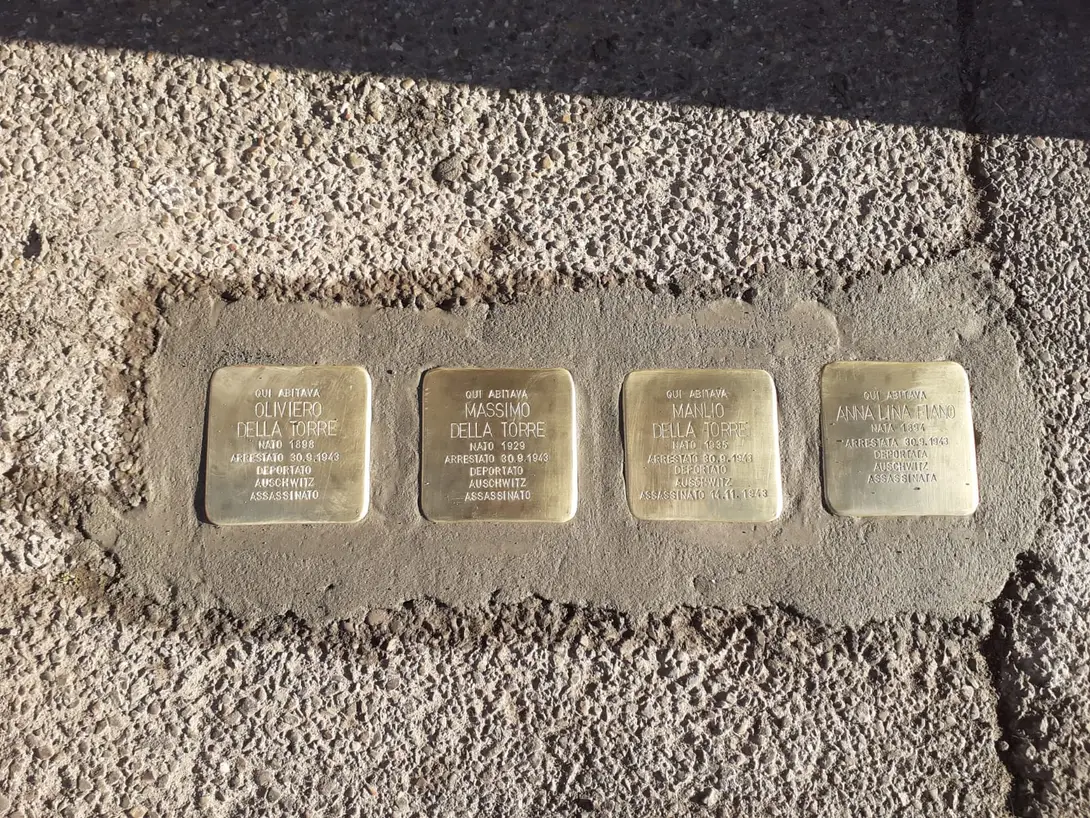 QUI ABITAVA
OLIVIERO
DELLA TORRE
NATO 1898
ARRESTATO 30.9.1943
DEPORTATO
AUSCHWITZ
ASSASSINATO
QUI ABITAVA
MASSIMO
DELLA TORRE
NATO 1929
ARRESTATO 30.9.1943
DEPORTATO
AUSCHWITZ
ASSASSINATO
QUI ABITAVA
MANLIO
DELLA TORRE
NATO 1935
ARRESTATO 30.9.1943
DEPORTATO
AUSCHWITZ
ASSASSINATO 14.11.1943
QUI ABITAVA
ANNA LINA FIANO
NATA 1894
ARRESTATA 30.9.1943
DEPORTATA
AUSCHWITZ
ASSASSINATA